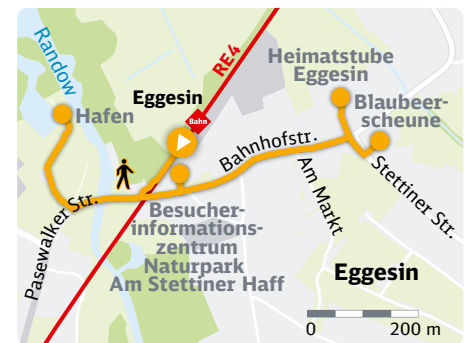 Randow
RE4
Heimatstube
Eggesin
Eggesin
Hafen
Bahn
Blaubeer-
scheune
Bahnhofstr.
Pasewalker Str.
Am Markt
Stettiner Str.
Besucher-
informations-
zentrum
Naturpark
Am Stettiner Haff
Eggesin
0 200 m